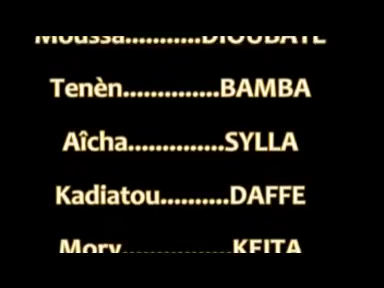 Moussa...........DIOUBATE
Tenèn..............BAMBA
Aîcha..............SYLLA
Kadiatou..........DAFFE
Mory................KEITA